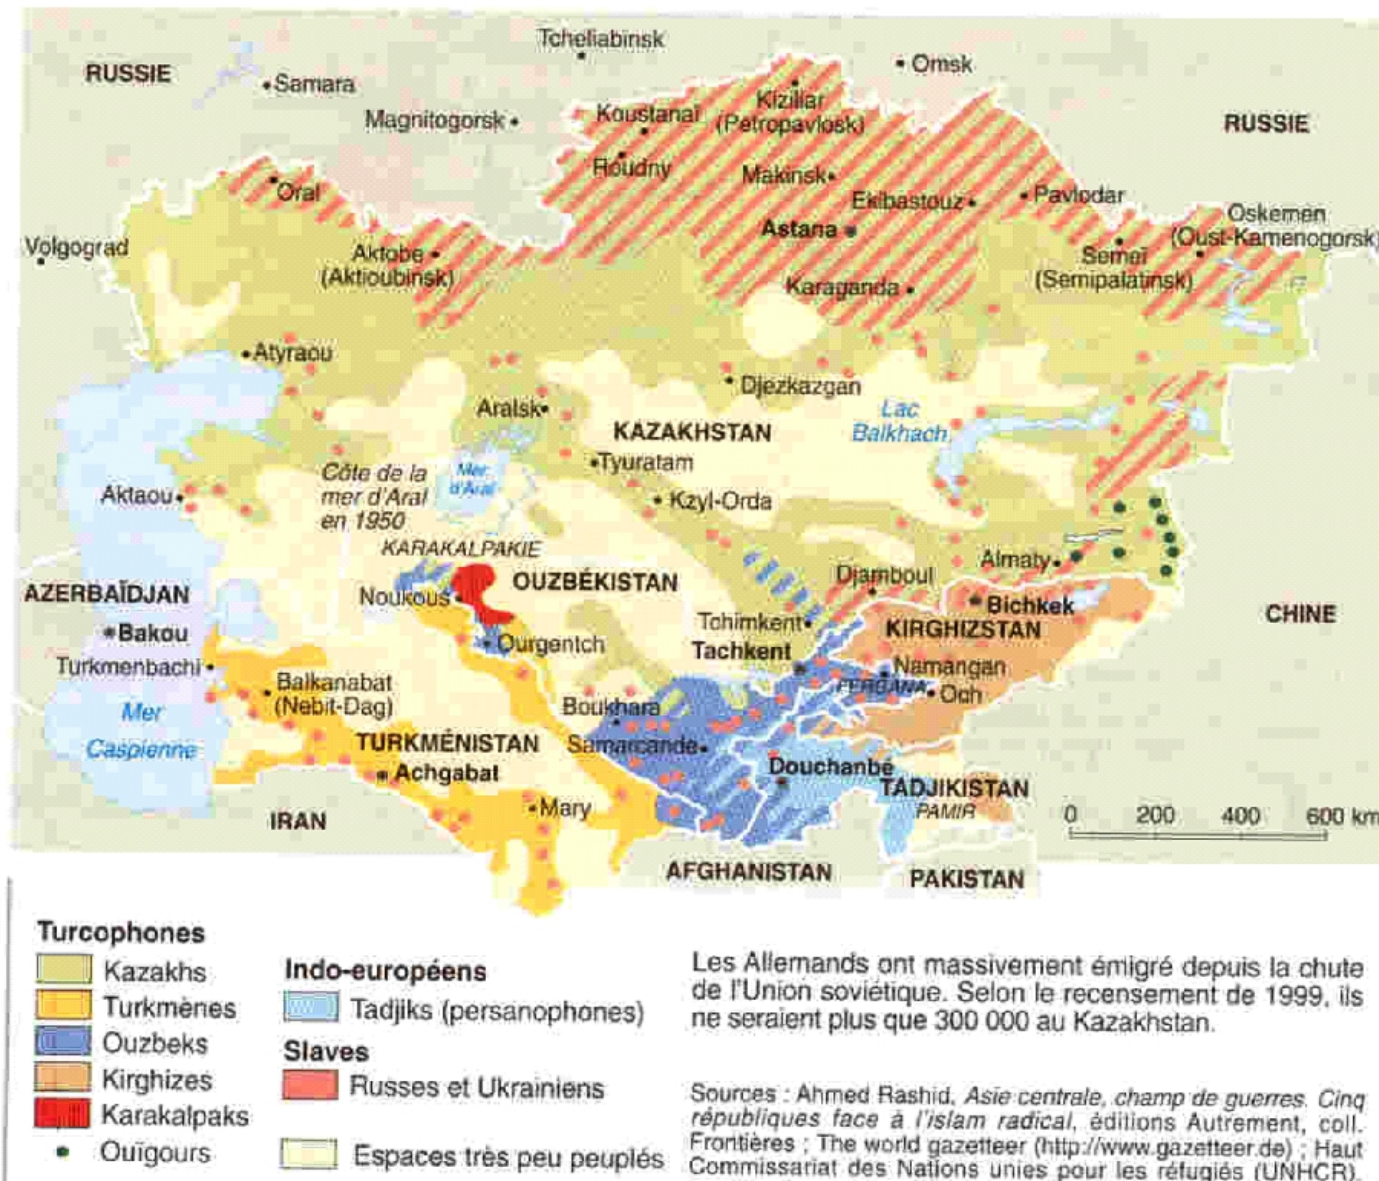 Tcheliabinsk
Omsk
RUSSIE
Samara
Magnitogorsk
Koustanaï
Kiziliar
(Petropavlosk)
RUSSIE
Roudny
Makinsk
Oral
Ekibastouz
Pavlodar
Astana
Oskemen
(Oust-Kamenogorsk)
Volgograd
Aktobe
(Aktioubinsk)
Semeï
(Semipalatinsk)
Karaganda
Atyraou
Djezkazgan
Aralsk
KAZAKHSTAN
Lac
Balkhach
Tyuratam
Côte de la
mer d'Aral
en 1950
Mer
d'Aral
Aktaou
Kzyl-Orda
KARAKALPAKIE
Almaty
Djamboul
OUZBÉKISTAN
AZERBAÏDJAN
Noukous
Bichkek
CHINE
Bakou
Tchimkent
KIRGHIZSTAN
Ourgentch
Tachkent
Turkmenbachi
Namangan
FERGANA
Och
Balkanabat
(Nebit-Dag)
Boukhara
Mer
Caspienne
TURKMÉNISTAN
Samarcande
Achgabat
Douchanbé
TADJIKISTAN
PAMIR
Mary
IRAN
0 200 400 600 km
AFGHANISTAN
PAKISTAN
Turcophones
Kazakhs
Turkmènes
Ouzbeks
Kirghizes
Karakalpaks
Ouïgours
Indo-européens
Tadjiks (persanophones)
Slaves
Russes et Ukrainiens
Espaces très peu peuplés
Les Allemands ont massivement émigré depuis la chute
de l'Union soviétique. Selon le recensement de 1999, ils
ne seraient plus que 300 000 au Kazakhstan.
Sources : Ahmed Rashid, Asie centrale, champ de guerres. Cinq
républiques face à l'islam radical, éditions Autrement, coll.
Frontières ; The world gazetteer (http://www.gazetteer.de) ; Haut
Commissariat des Nations unies pour les réfugiés (UNHCR).